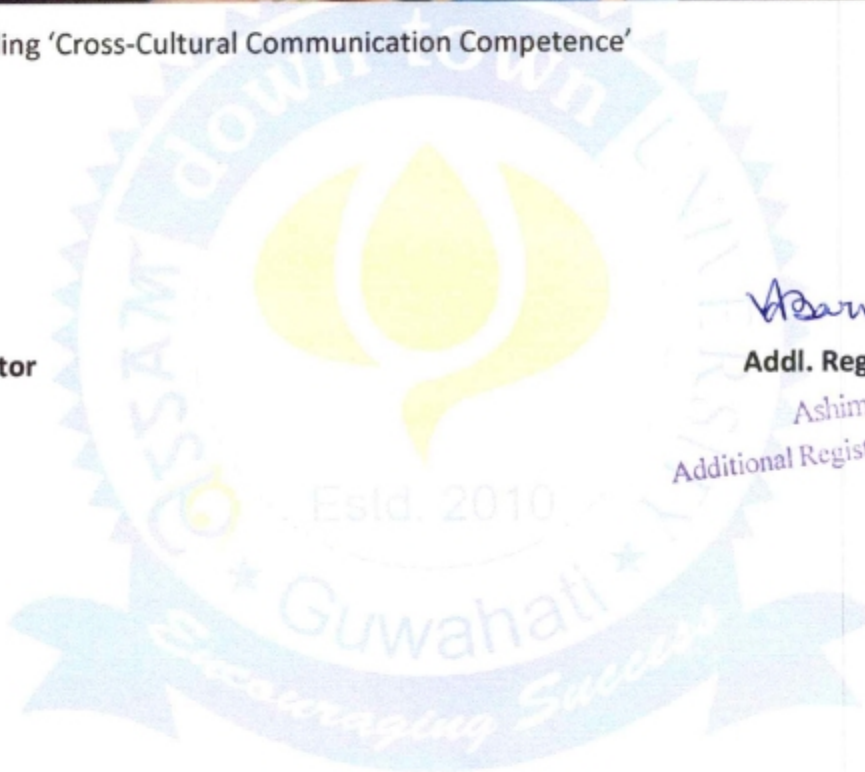 ing ‘Cross-Cultural Communication Competence’
ASSAM down town UNIVERSITY
tor
Addl. Reg
Ashim
Additional Regist
Estd. 2010
Guwahati
Encouraging Success